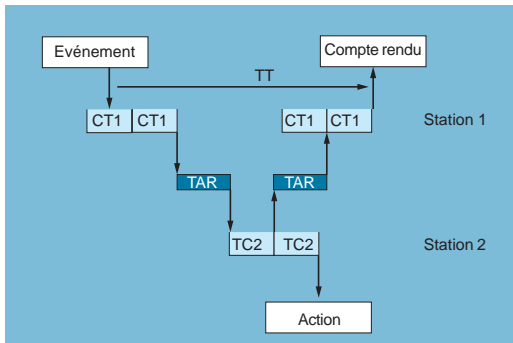 Evénement
Compte rendu
TT
CT1 CT1
CT1 CT1
Station 1
TAR
TAR
TC2 TC2
Station 2
Action